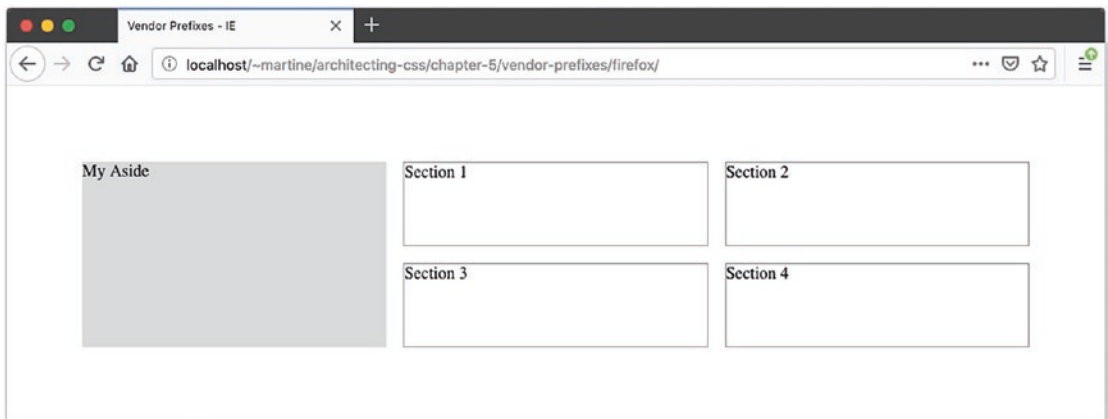 Vendor Prefixes - IE
localhost/~martine/architecting-css/chapter-5/vendor-prefixes/firefox/
My Aside
Section 1
Section 2
Section 3
Section 4